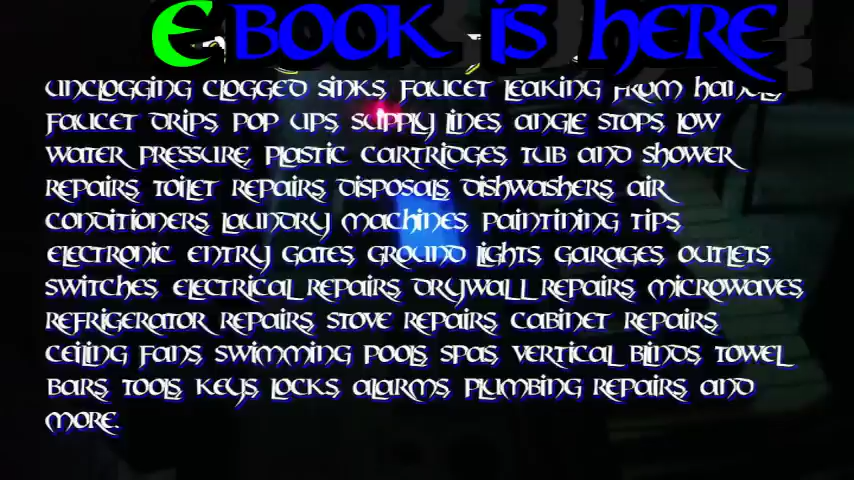 E BOOK IS HERE
UNCLOGGING CLOGGED SINKS, FAUCET LEAKING FROM HANDLE,
FAUCET DRIPS, POP UPS, SUPPLY LINES, ANGLE STOPS, LOW
WATER PRESSURE, PLASTIC CARTRIDGES, TUB AND SHOWER
REPAIRS, TOILET REPAIRS, DISPOSALS, DISHWASHERS, AIR
CONDITIONERS, LAUNDRY MACHINES, PAINTINING TIPS,
ELECTRONIC ENTRY GATES, GROUND LIGHTS, GARAGES, OUTLETS,
SWITCHES, ELECTRICAL REPAIRS, DRYWALL REPAIRS, MICROWAVES,
REFRIGERATOR REPAIRS, STOVE REPAIRS, CABINET REPAIRS,
CEILING FANS, SWIMMING POOLS, SPAS, VERTICAL BLINDS, TOWEL
BARS, TOOLS, KEYS, LOCKS, ALARMS, PLUMBING REPAIRS, AND
MORE.